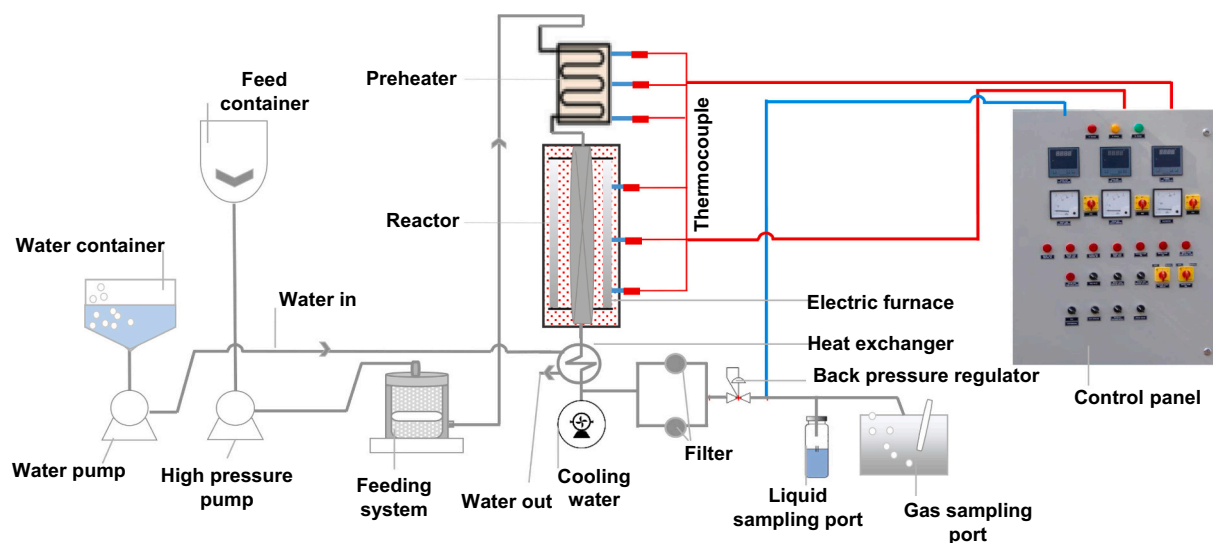 Preheater
Feed
container
Thermocouple
Reactor
Water container
Water in
Electric furnace
Heat exchanger
Back pressure regulator
Control panel
Water pump
High pressure
pump
Feeding
system
Water out
Cooling
water
Filter
Liquid
sampling port
Gas sampling
port